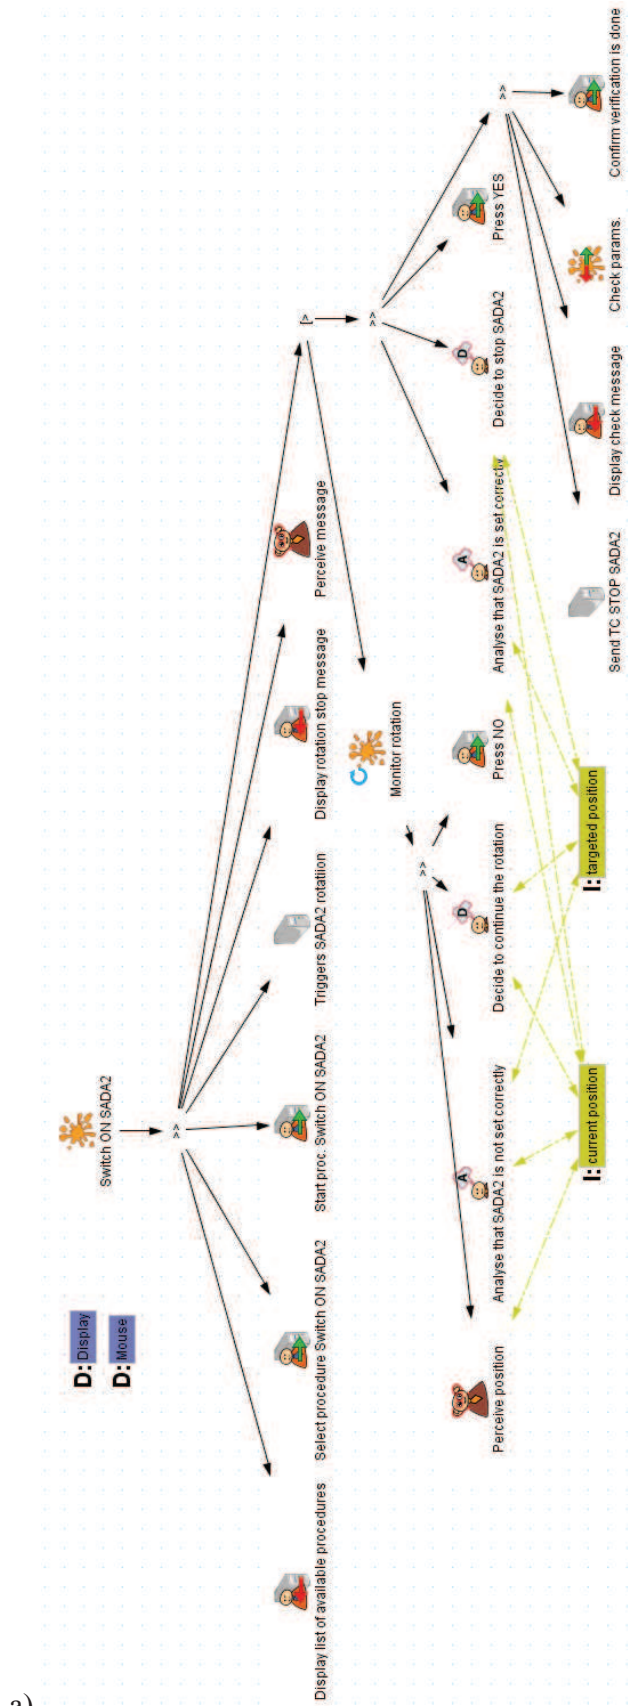 a)
D: Display
D: Mouse
Switch ON SADA2
>>
Display list of available procedures
Select procedure Switch ON SADA2
Start proc. Switch ON SADA2
Triggers SADA2 rotatiion
Display rotation stop message
Perceive message
[>
Monitor rotation
>>
>>
Perceive position
Analyse that SADA2 is not set correctly
Decide to continue the rotation
Press NO
Analyse that SADA2 is set correctly
Decide to stop SADA2
Press YES
>>
I: current position
I: targeted position
Send TC STOP SADA2
Display check message
Check params.
Confirm verification is done